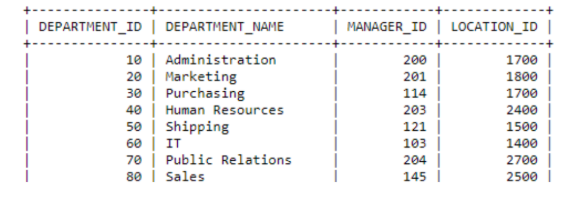 +---------------+------------------+------------+-------------+
| DEPARTMENT_ID | DEPARTMENT_NAME | MANAGER_ID | LOCATION_ID |
+---------------+------------------+------------+-------------+
| 10 | Administration | 200 | 1700 |
| 20 | Marketing | 201 | 1800 |
| 30 | Purchasing | 114 | 1700 |
| 40 | Human Resources | 203 | 2400 |
| 50 | Shipping | 121 | 1500 |
| 60 | IT | 103 | 1400 |
| 70 | Public Relations | 204 | 2700 |
| 80 | Sales | 145 | 2500 |